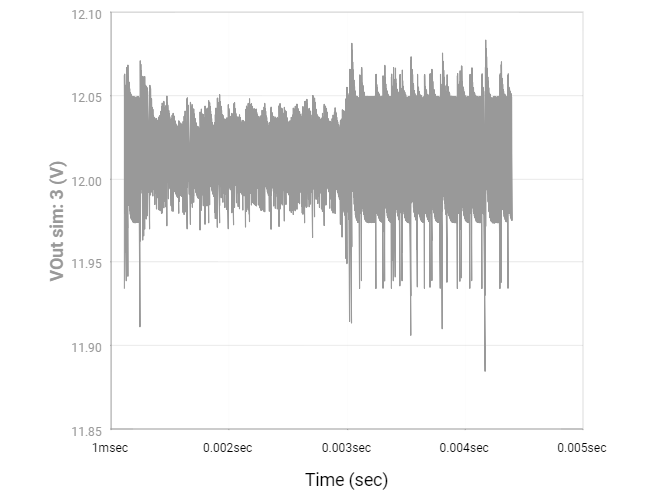 12.10
12.05
12.00
11.95
11.90
11.85
VOut sim: 3 (V)
1msec
0.002sec
0.003sec
0.004sec
0.005sec
Time (sec)